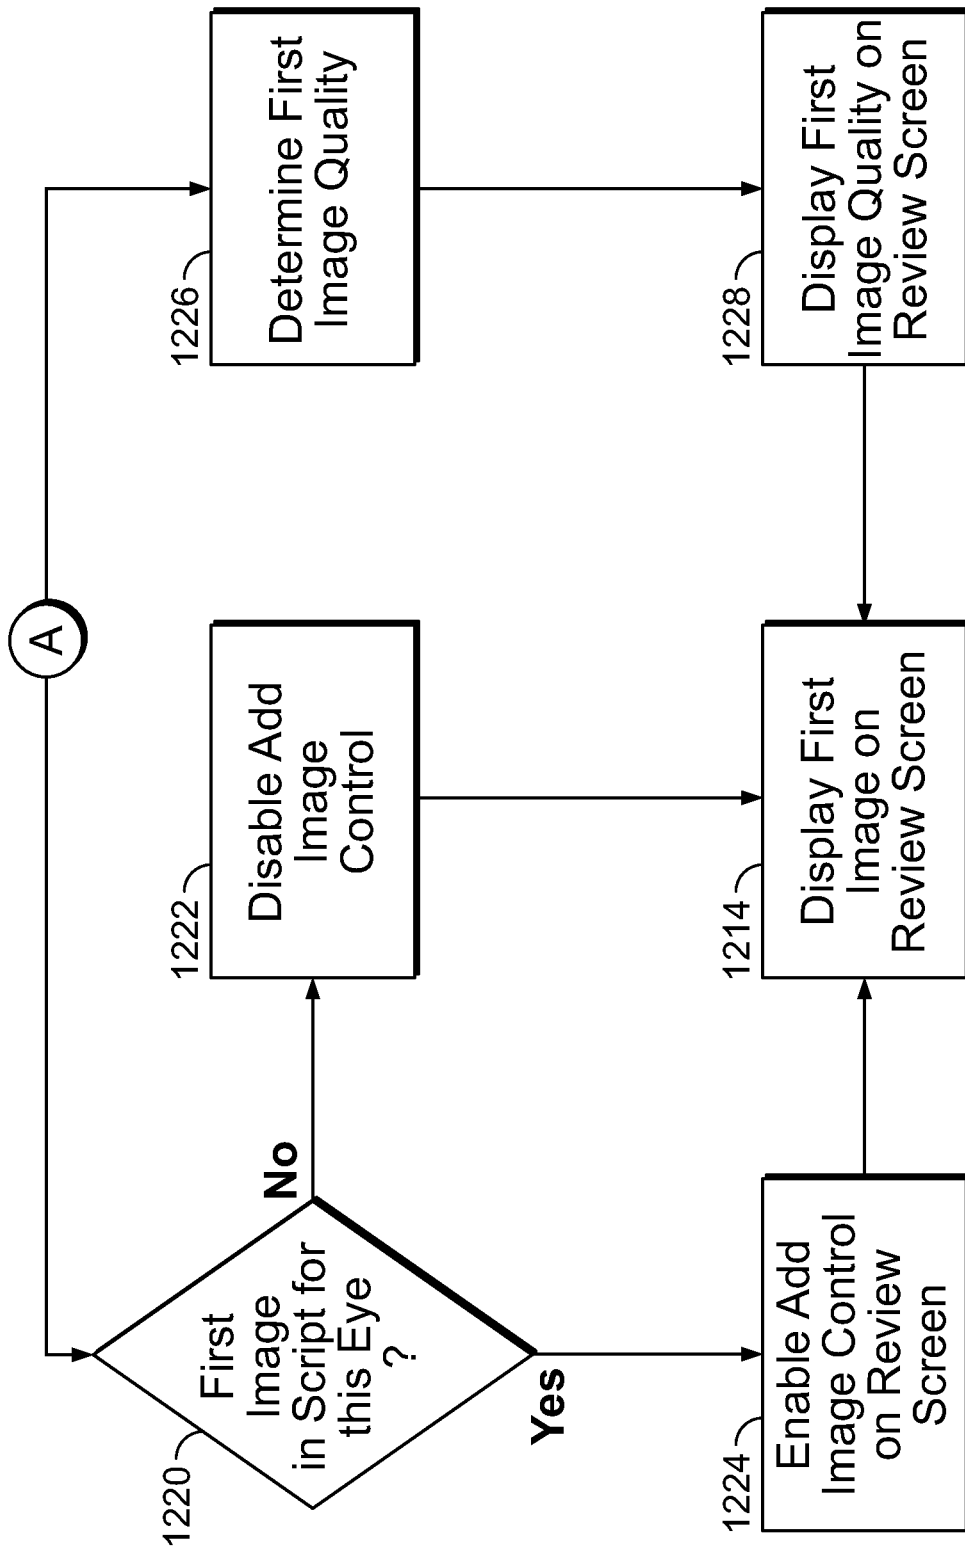 A
1220
First
Image
in Script for
this Eye
?
No
Yes
1222
Disable Add
Image
Control
1226
Determine First
Image Quality
1224
Enable Add
Image Control
on Review
Screen
1214
Display First
Image on
Review Screen
1228
Display First
Image Quality on
Review Screen